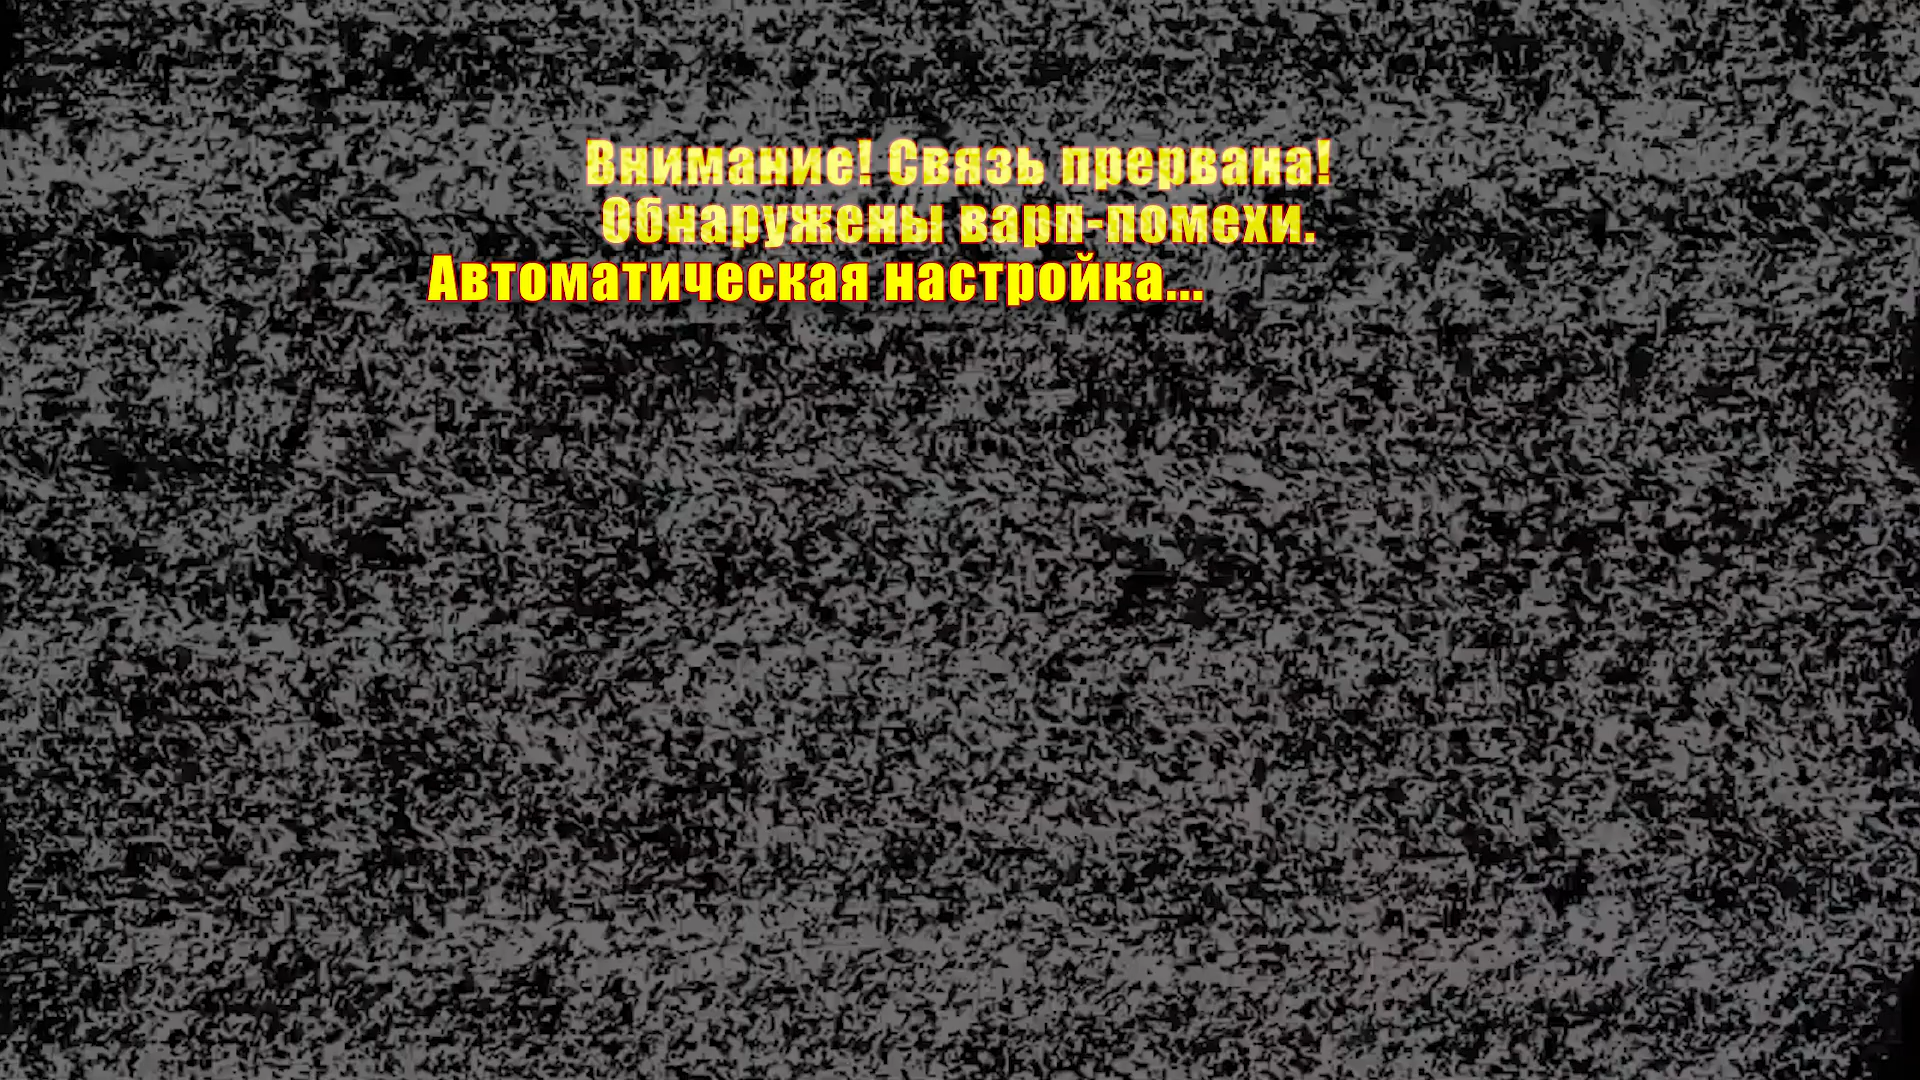 Внимание! Связь прервана!
Обнаружены варп-помехи.
Автоматическая настройка...